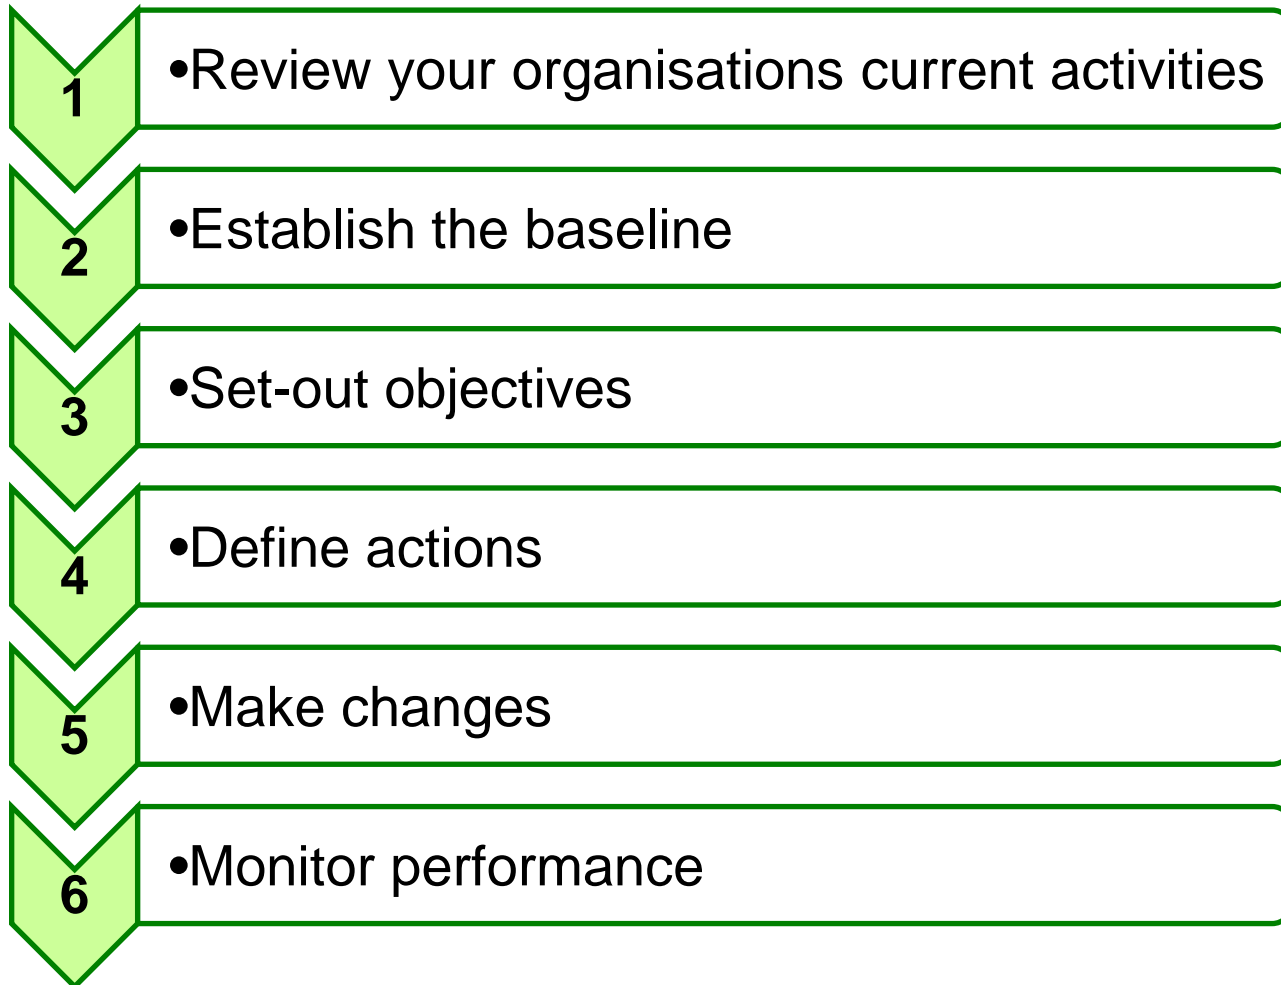 1 •Review your organisations current activities
2 •Establish the baseline
3 •Set-out objectives
4 •Define actions
5 •Make changes
6 •Monitor performance